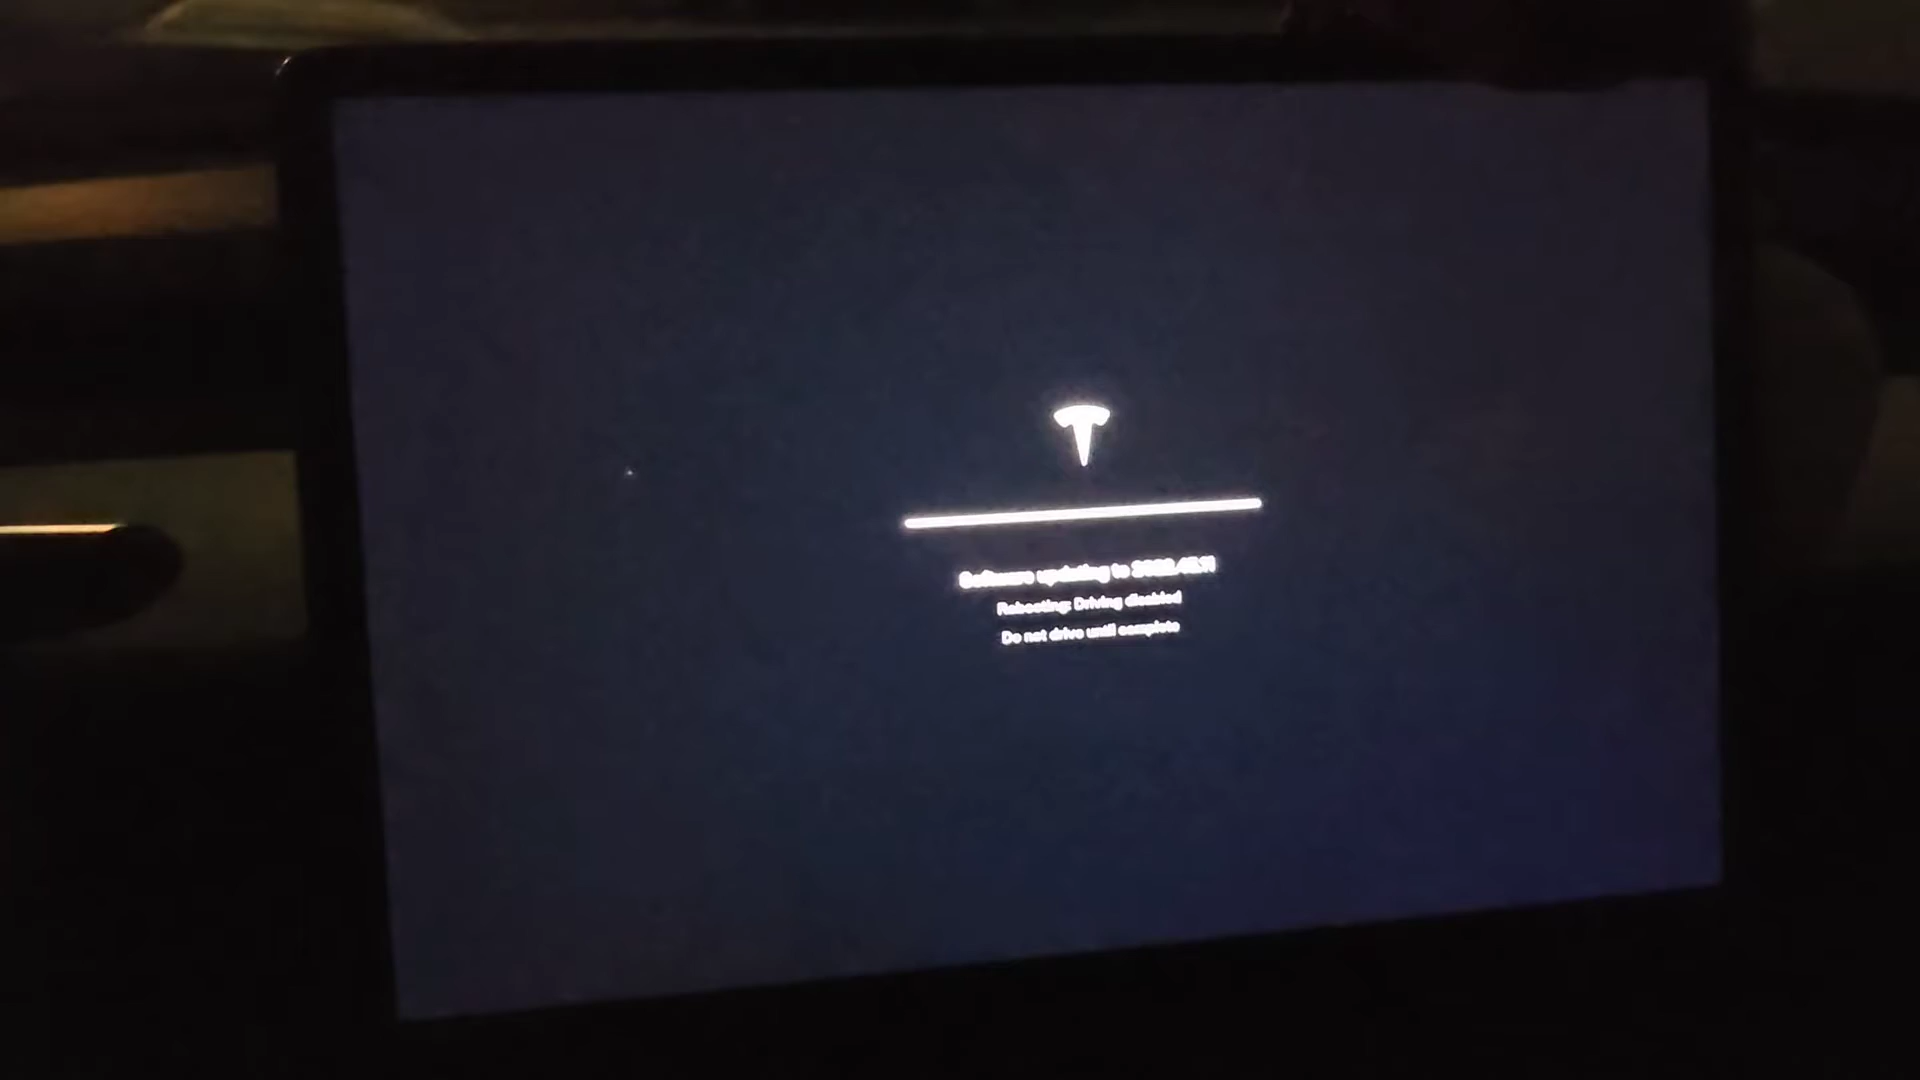 Software updating to
Rebooting: Driving disabled
Do not drive until complete